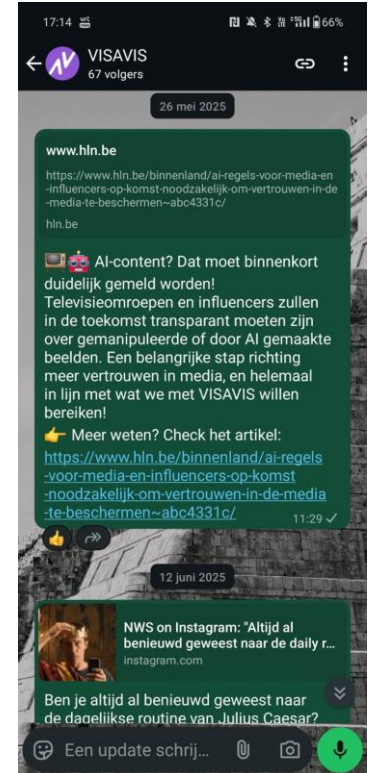 17:14
66%
VISAVIS
67 volgers
26 mei 2025
www.hln.be
https://www.hln.be/binnenland/ai-regels-voor-media-en
-influencers-op-komst-noodzakelijk-om-vertrouwen-in-de
-media-te-beschermen~abc4331c/
hln.be
📺🤖 AI-content? Dat moet binnenkort
duidelijk gemeld worden!
Televisieomroepen en influencers zullen
in de toekomst transparant moeten zijn
over gemanipuleerde of door AI gemaakte
beelden. Een belangrijke stap richting
meer vertrouwen in media, en helemaal
in lijn met wat we met VISAVIS willen
bereiken!
👉 Meer weten? Check het artikel:
https://www.hln.be/binnenland/ai-regels
-voor-media-en-influencers-op-komst
-noodzakelijk-om-vertrouwen-in-de-media
-te-beschermen~abc4331c/
11:29
12 juni 2025
NWS on Instagram: "Altijd al
benieuwd geweest naar de daily r...
instagram.com
Ben je altijd al benieuwd geweest naar
de dagelijkse routine van Julius Caesar?
Een update schrij...